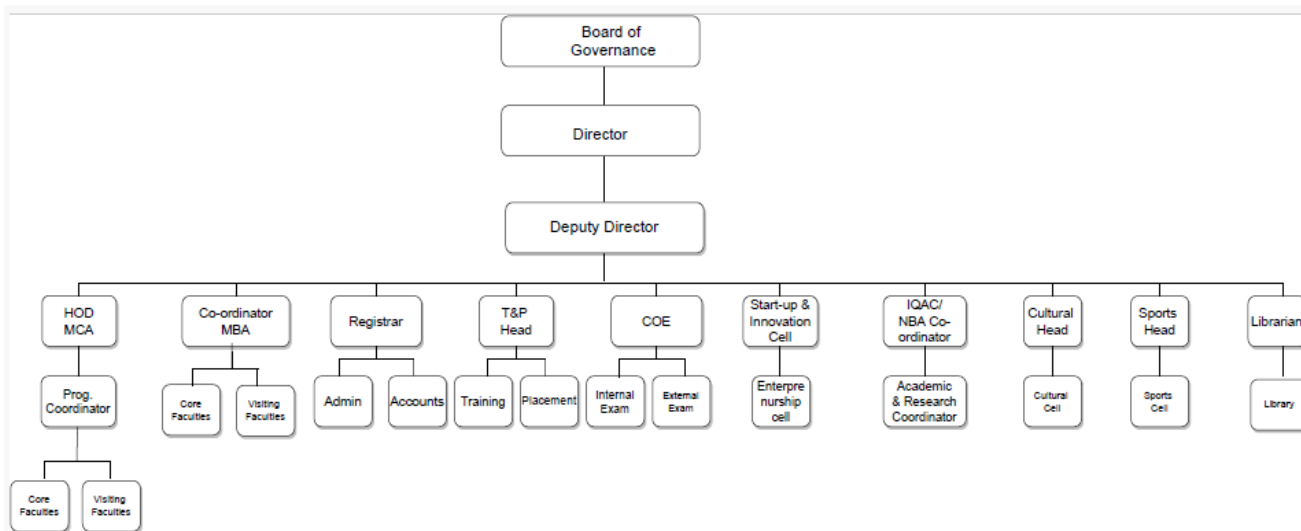 Board of
Governance
Director
Deputy Director
HOD
MCA
Co-ordinator
MBA
Registrar
T&P
Head
COE
Start-up &
Innovation
Cell
IQAC/
NBA Co-
ordinator
Cultural
Head
Sports
Head
Librarian
Prog.
Coordinator
Core
Faculties
Visiting
Faculties
Admin
Accounts
Training
Placement
Internal
Exam
External
Exam
Enterpre
nurship
cell
Academic
& Research
Coordinator
Cultural
Cell
Sports
Cell
Library
Core
Faculties
Visiting
Faculties